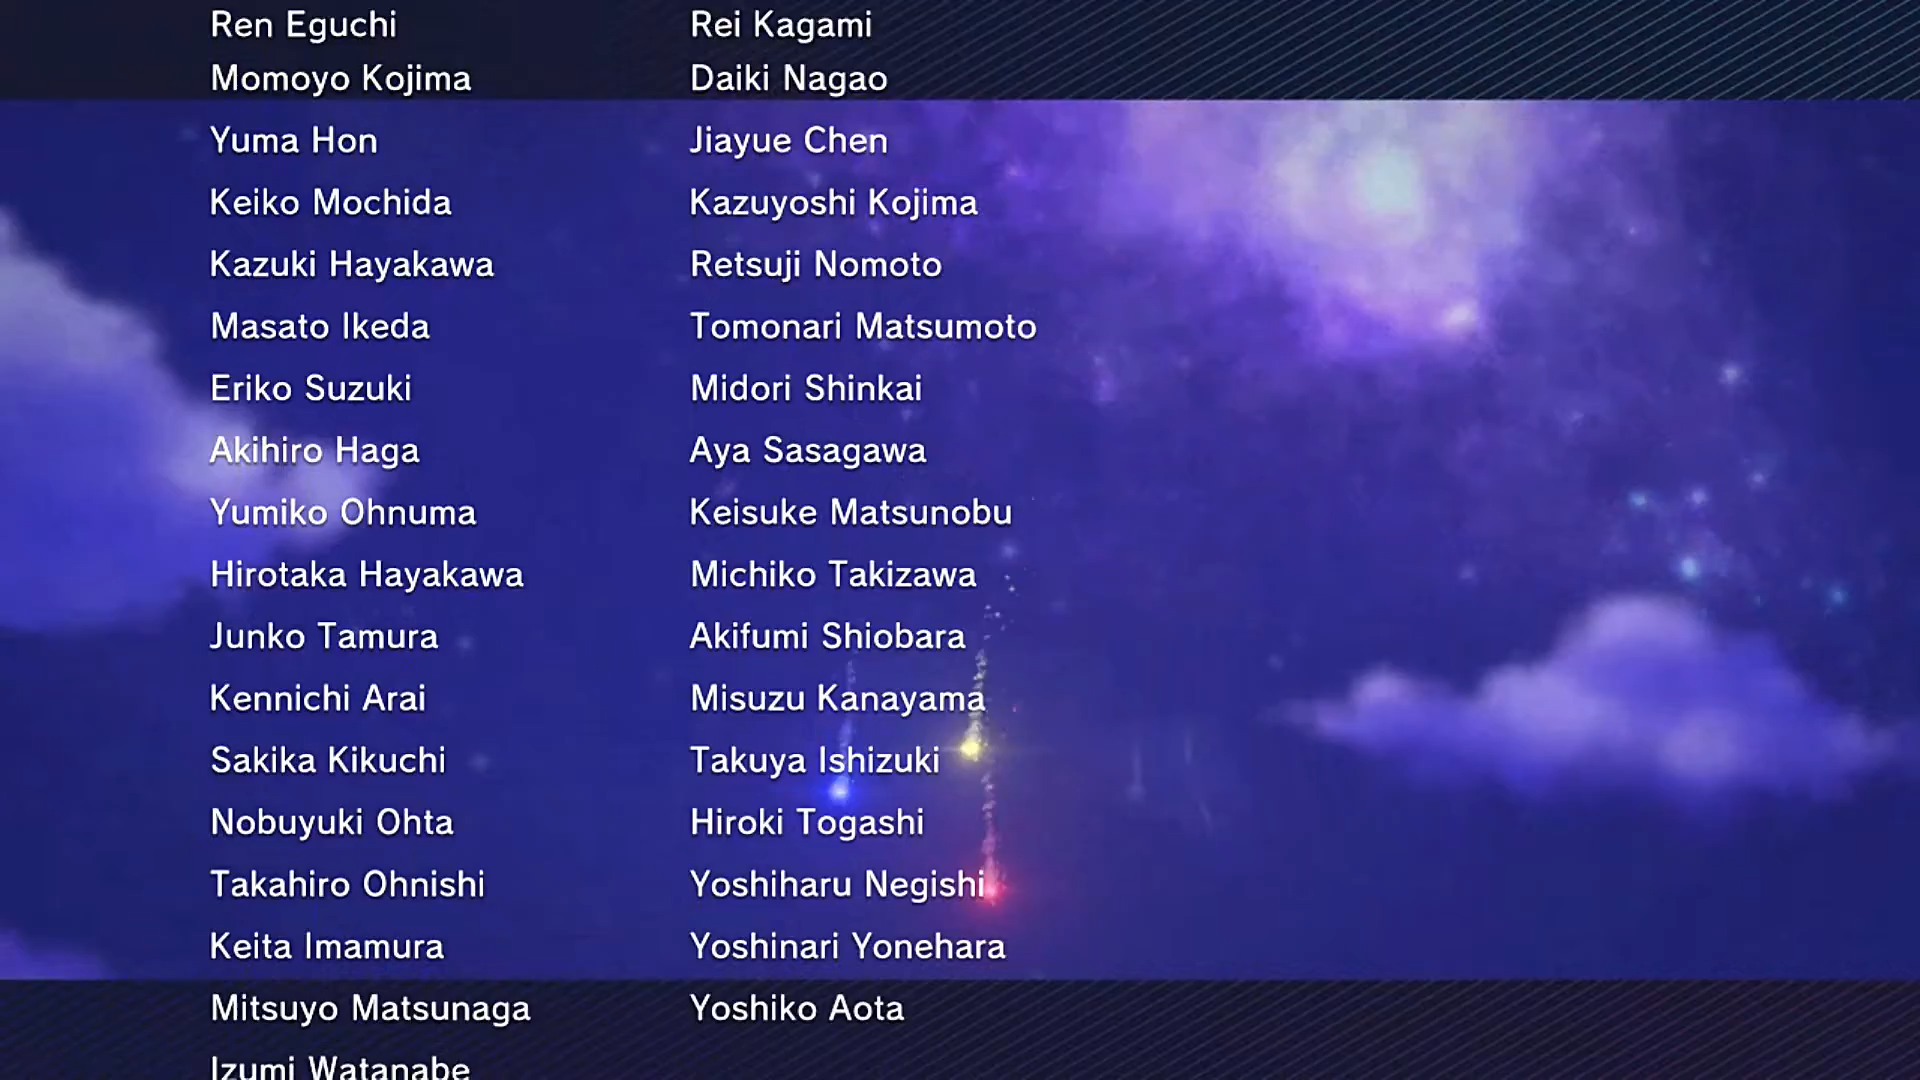 Ren Eguchi Rei Kagami
Momoyo Kojima Daiki Nagao
Yuma Hon Jiayue Chen
Keiko Mochida Kazuyoshi Kojima
Kazuki Hayakawa Retsuji Nomoto
Masato Ikeda Tomonari Matsumoto
Eriko Suzuki Midori Shinkai
Akihiro Haga Aya Sasagawa
Yumiko Ohnuma Keisuke Matsunobu
Hirotaka Hayakawa Michiko Takizawa
Junko Tamura Akifumi Shiobara
Kennichi Arai Misuzu Kanayama
Sakika Kikuchi Takuya Ishizuki
Nobuyuki Ohta Hiroki Togashi
Takahiro Ohnishi Yoshiharu Negishi
Keita Imamura Yoshinari Yonehara
Mitsuyo Matsunaga Yoshiko Aota
Izumi Watanabe